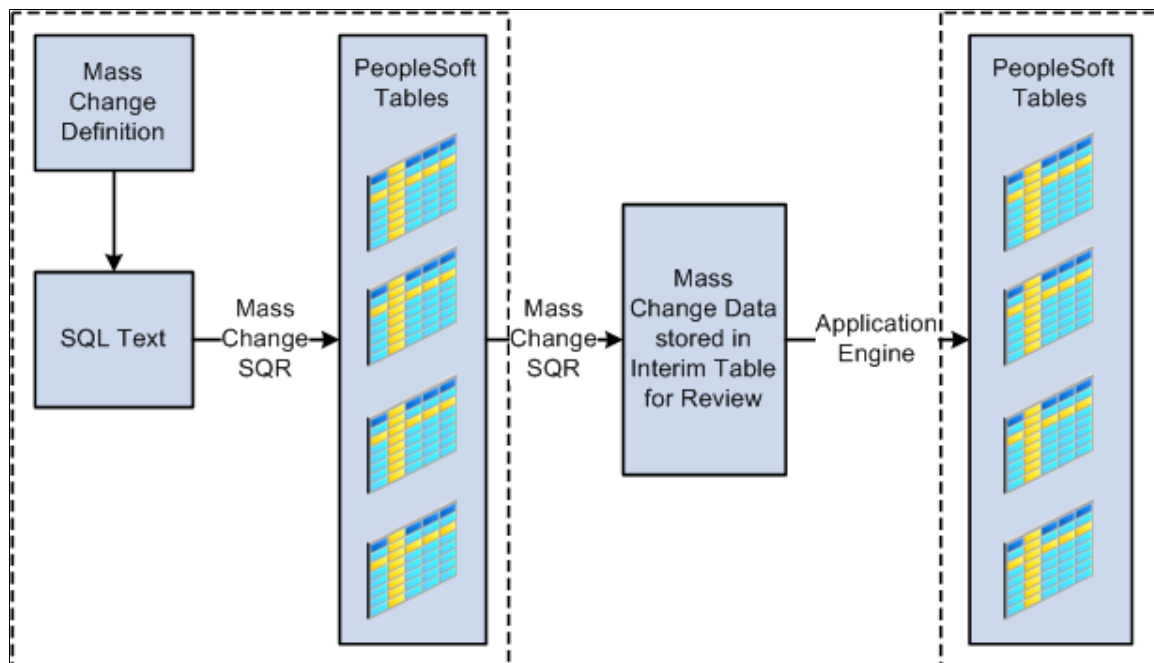 Mass
Change
Definition
SQL Text
Mass
Change
SQR
PeopleSoft
Tables
Mass
Change
SQR
Mass
Change Data
stored in
Interim Table
for Review
Application
Engine
PeopleSoft
Tables